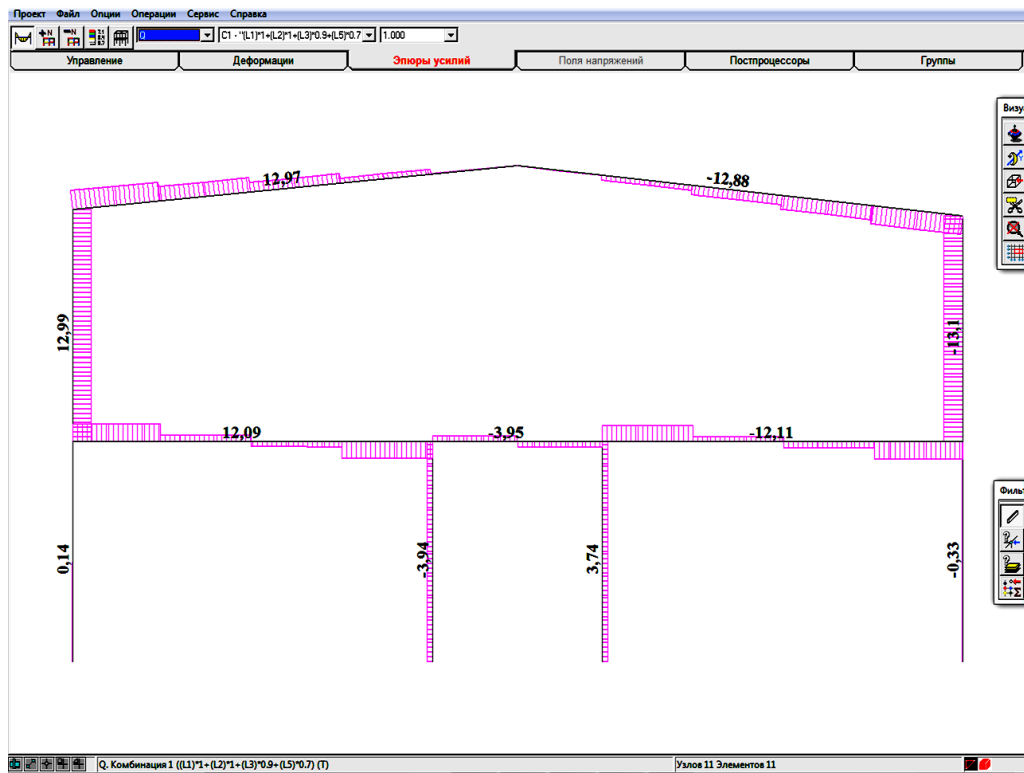 Проект Файл Опции Операции Сервис Справка
Q C1 - "(L1)*1+(L2)*1+(L3)*0.9+(L5)*0.7 1.000
Управление Деформации Эпюры усилий Поля напряжений Постпроцессоры Группы
Визу
12,97 -12,88
12,99 -13,1
12,09 -3,95 -12,11
Фильт
0,14 -3,94 3,74 -0,33
Q. Комбинация 1 ((L1)*1+(L2)*1+(L3)*0.9+(L5)*0.7) (Т) Узлов 11 Элементов 11